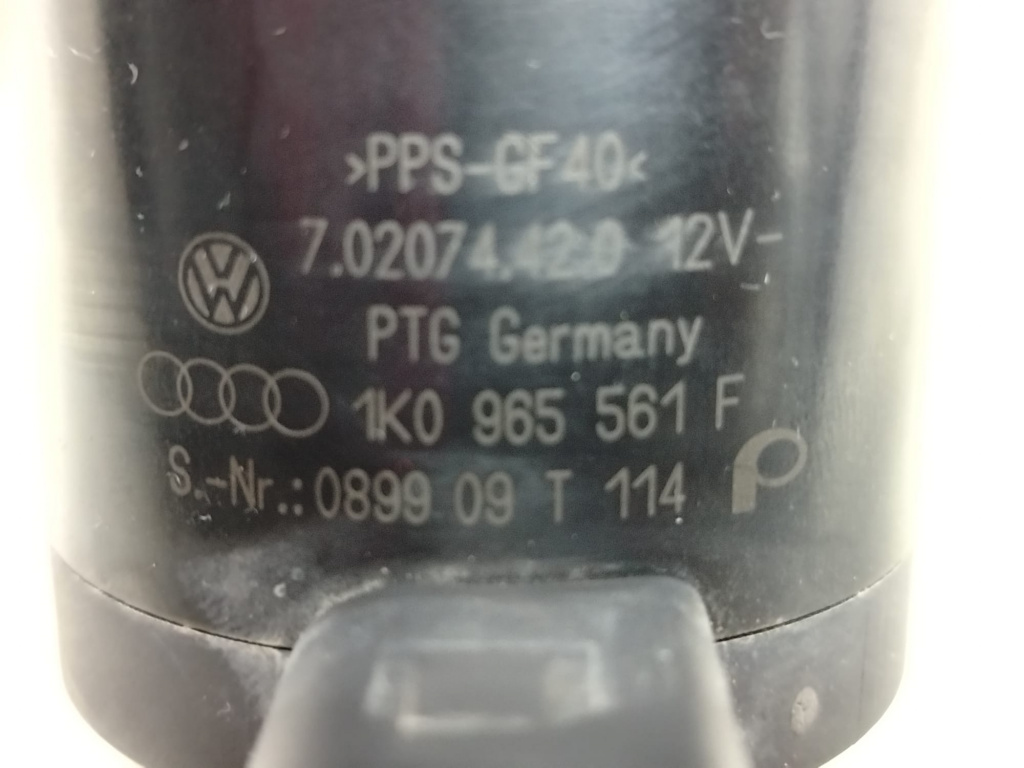 >PPS-GF40<
7.02074.42.0 12V-
PTG Germany
1K0 965 561 F
S.-Nr.:0899 09 T 114